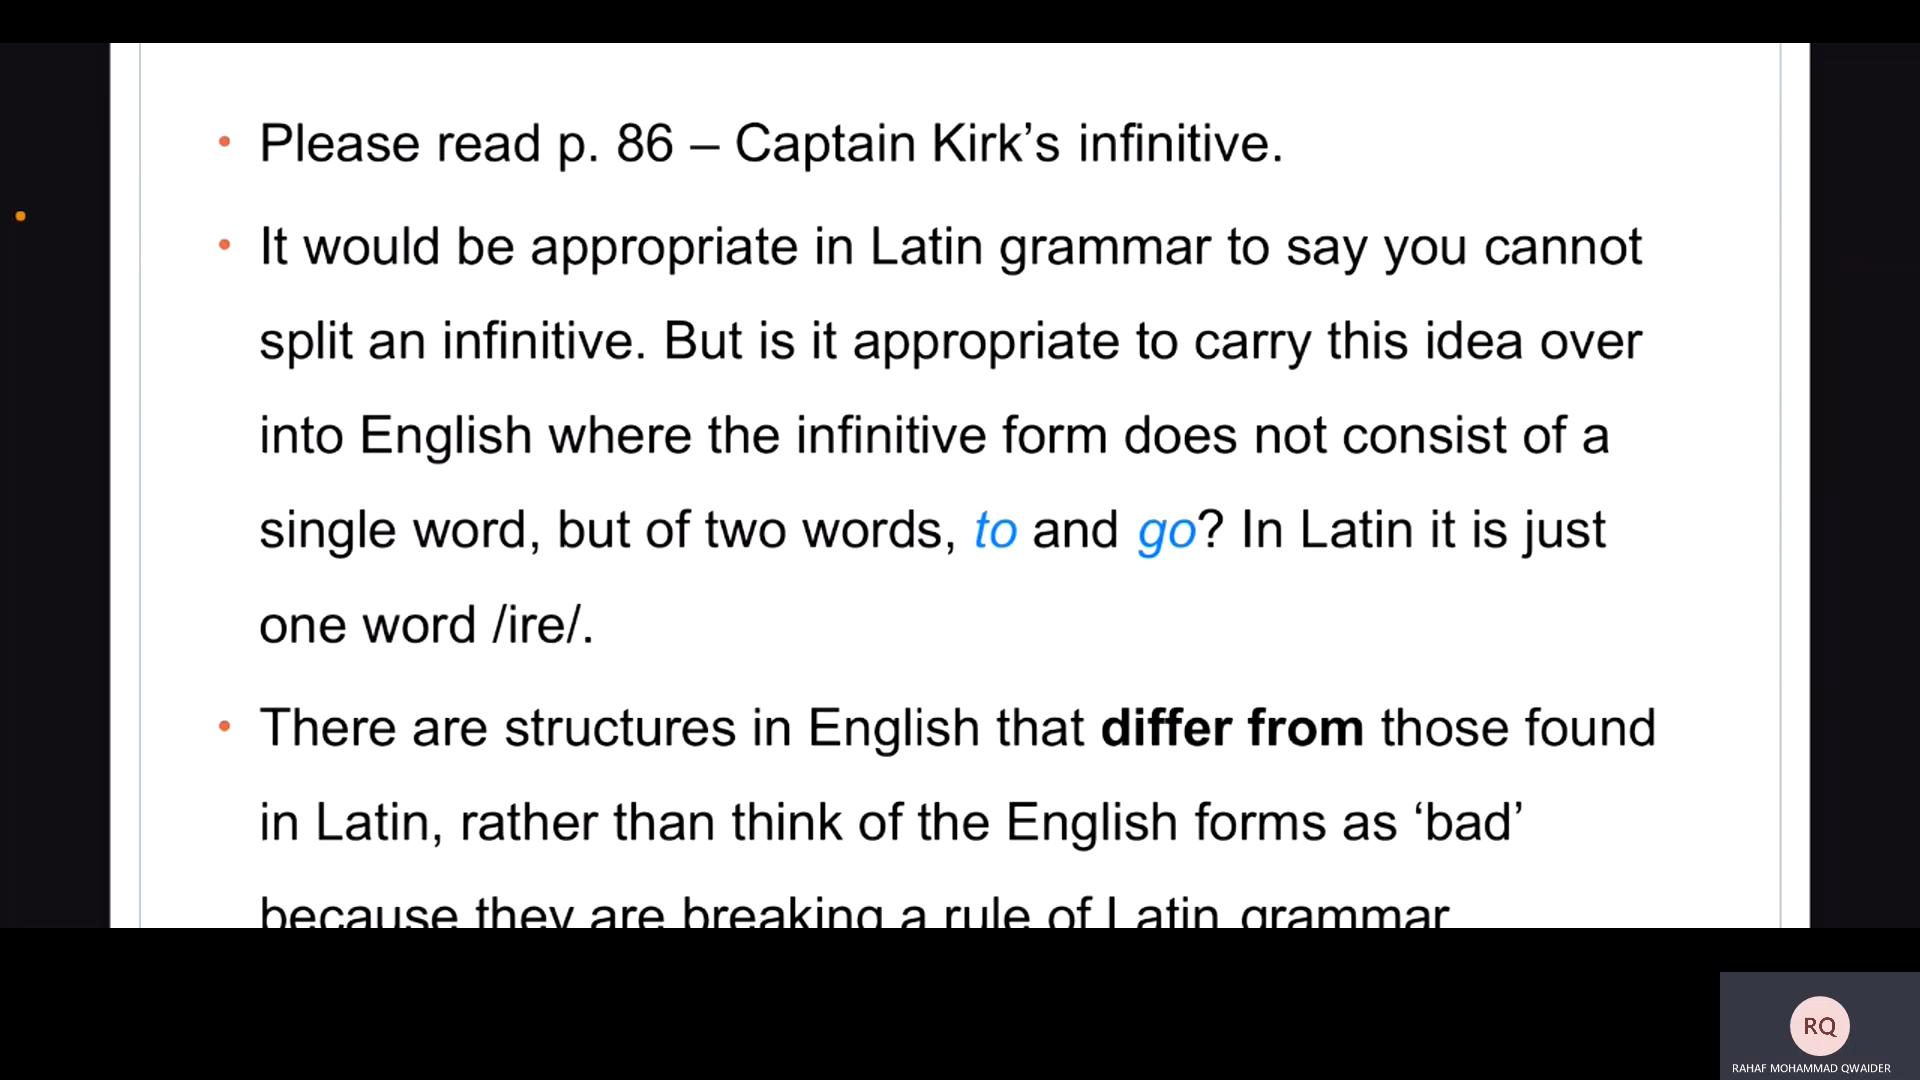 • Please read p. 86 – Captain Kirk’s infinitive.
• It would be appropriate in Latin grammar to say you cannot
split an infinitive. But is it appropriate to carry this idea over
into English where the infinitive form does not consist of a
single word, but of two words, to and go? In Latin it is just
one word /ire/.
• There are structures in English that differ from those found
in Latin, rather than think of the English forms as ‘bad’
because they are breaking a rule of Latin grammar
RQ
RAHAF MOHAMMAD QWAIDER